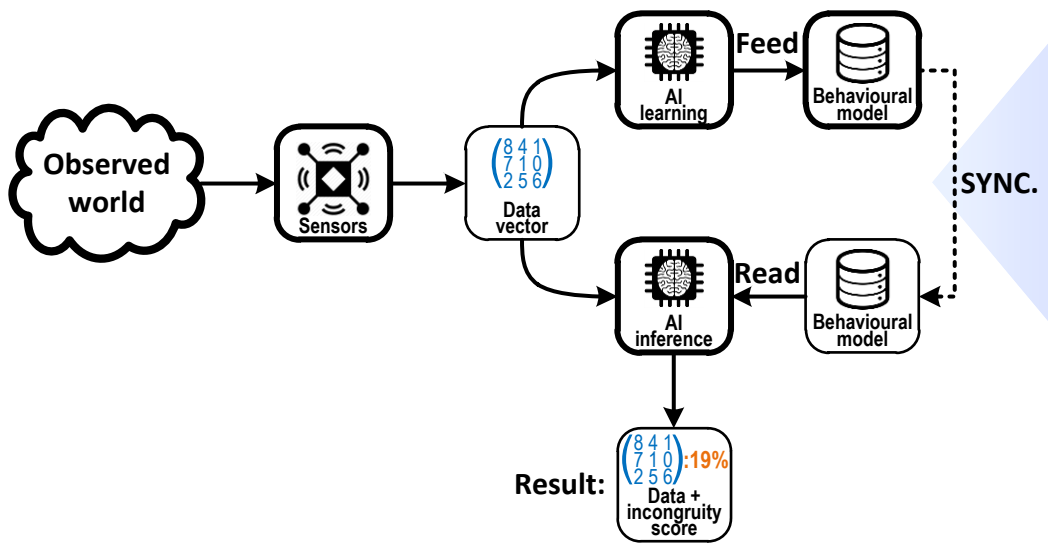 Observed
world
Sensors
8 4 1
7 1 0
2 5 6
Data
vector
AI
learning
Feed
Behavioural
model
SYNC.
AI
inference
Read
Behavioural
model
Result:
8 4 1
7 1 0 :19%
2 5 6
Data +
incongruity
score